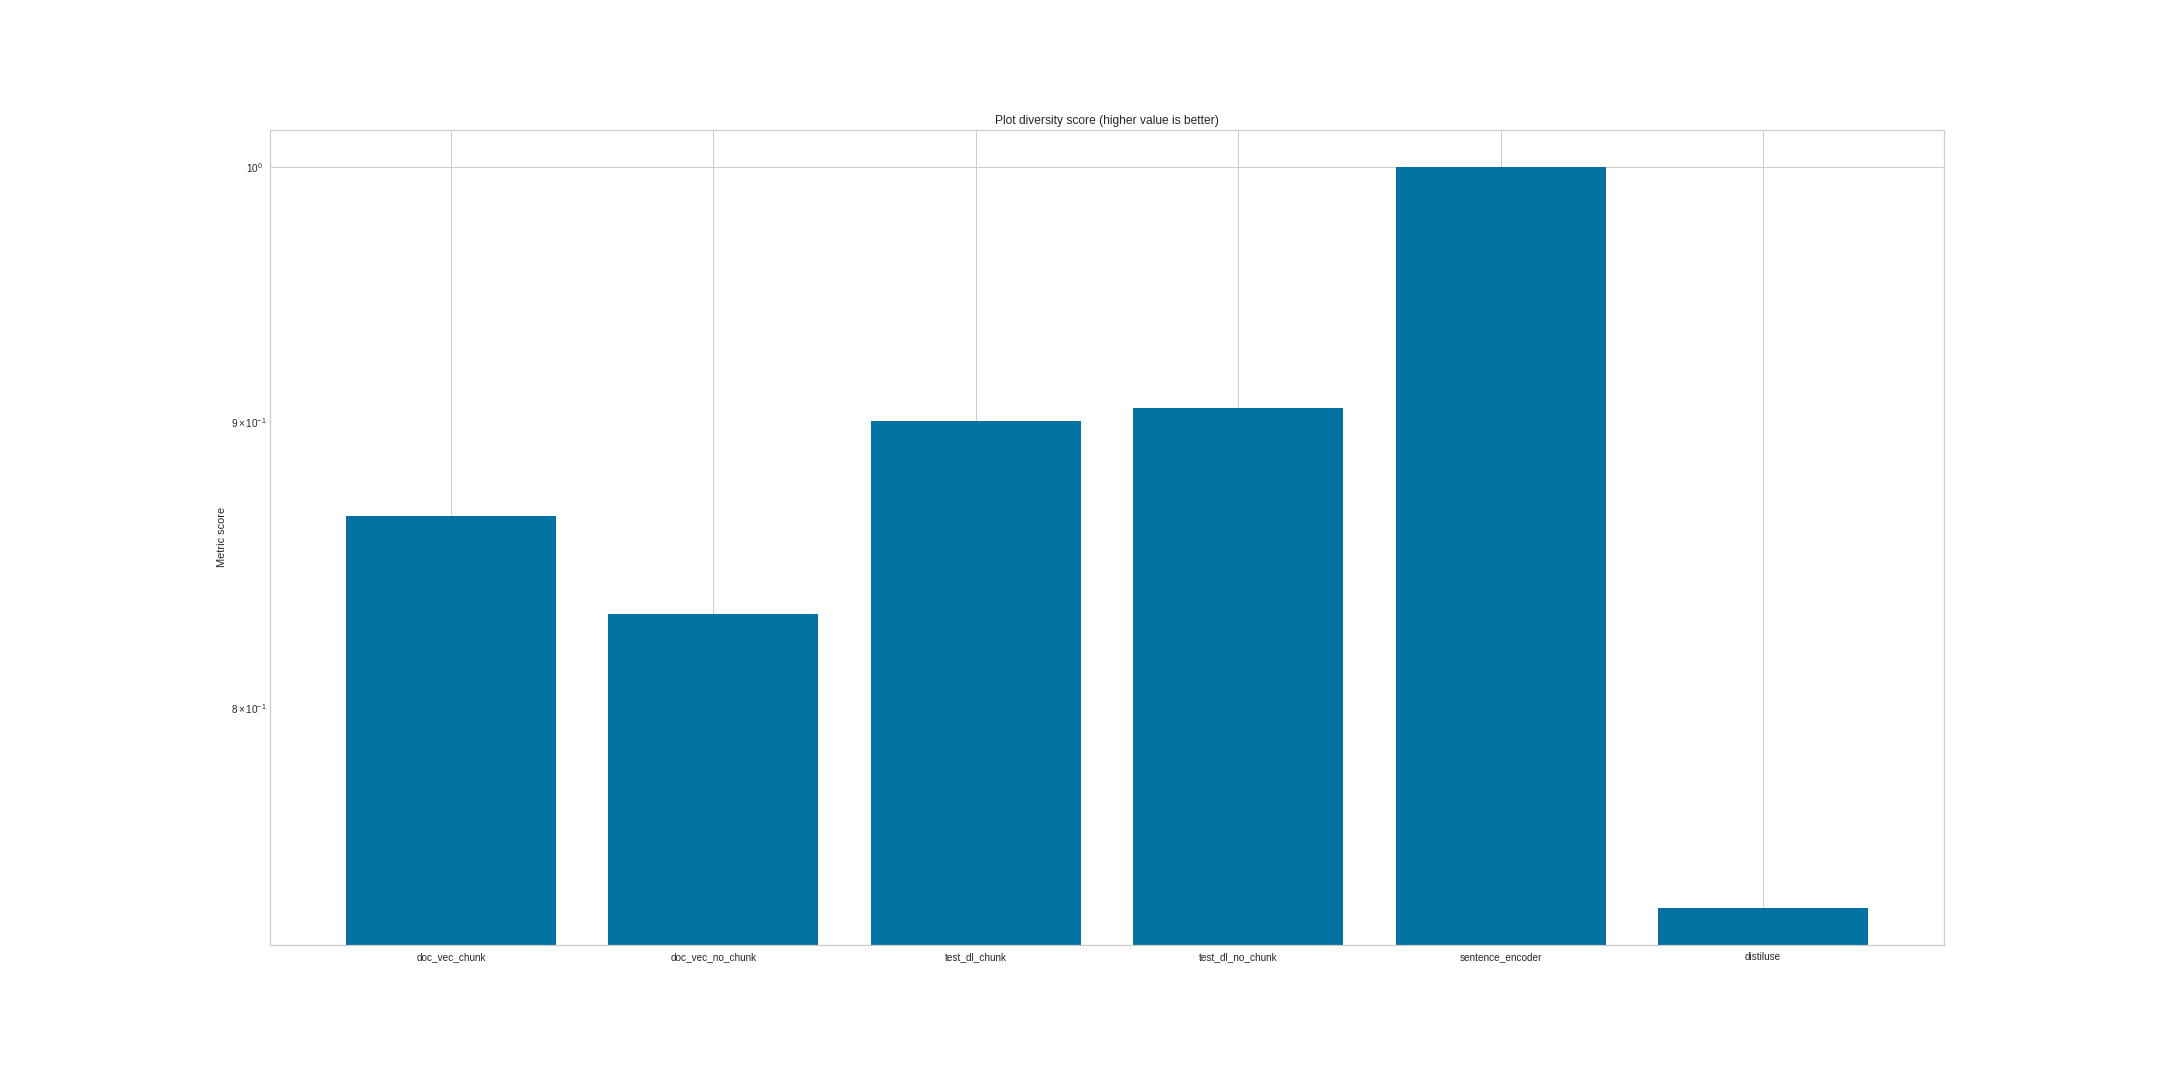 Plot diversity score (higher value is better)
10⁰
9 × 10⁻¹
8 × 10⁻¹
Metric score
doc_vec_chunk
doc_vec_no_chunk
test_dl_chunk
test_dl_no_chunk
sentence_encoder
distiluse